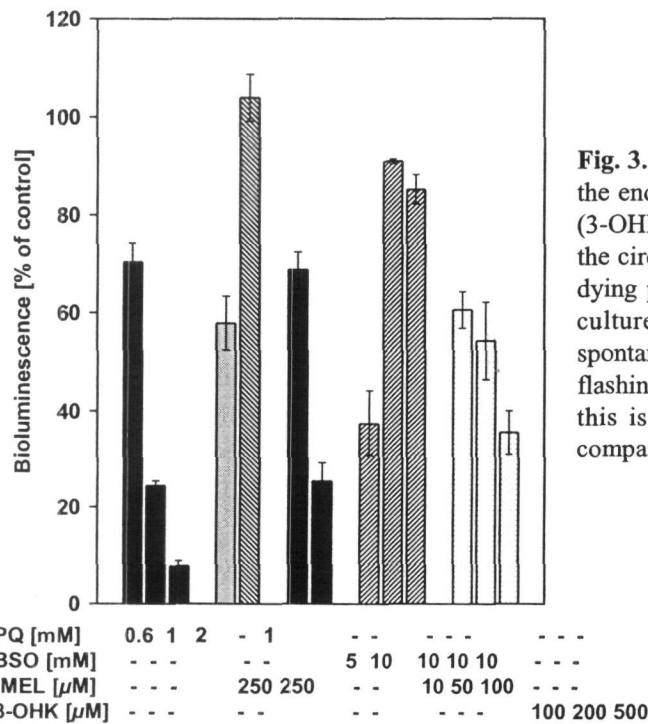 120
100
80
60
40
20
0
Bioluminescence [% of control]
Fig. 3.
the enc
(3-OHI
the circ
dying p
culture
spontar
flashin
this is
compa
PQ [mM] 0.6 1 2 - 1 - - - - - - - -
BSO [mM] - - - 5 10 10 10 10 - - -
MEL [µM] - - - 250 250 - - 10 50 100
3-OHK [µM] - - - - - - - - - - 100 200 500